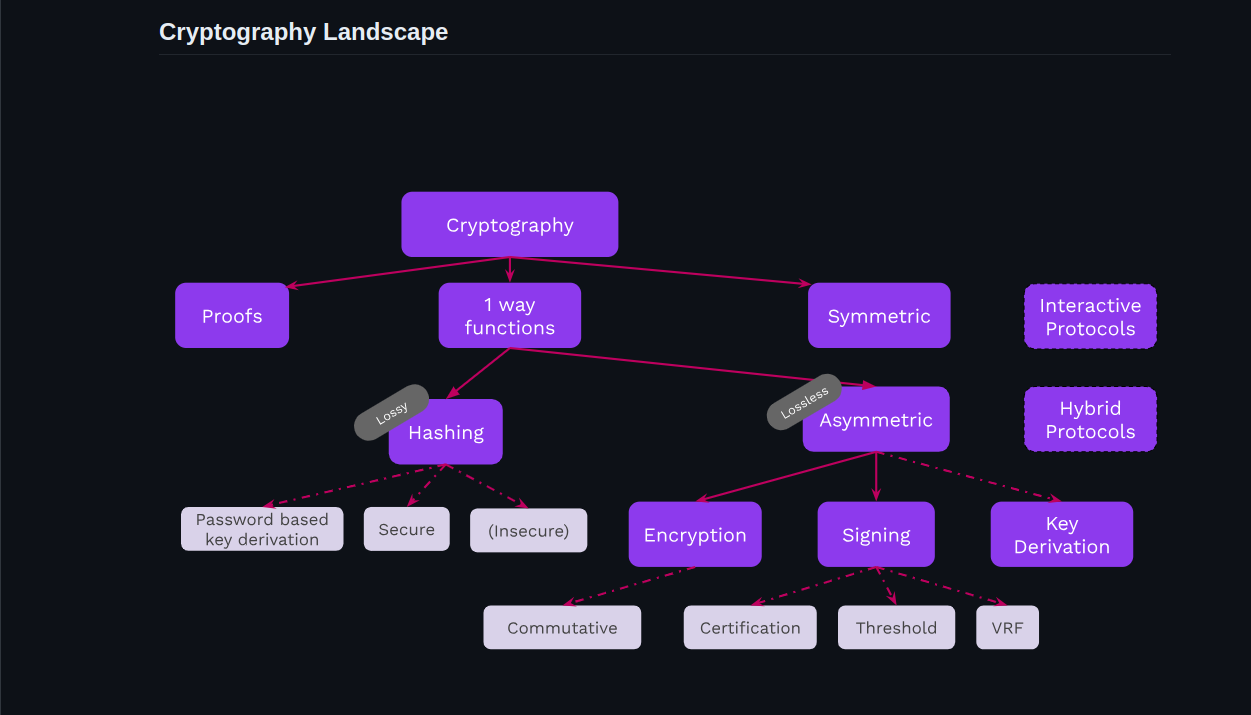 Cryptography Landscape
Cryptography
Proofs
1 way
functions
Symmetric
Interactive
Protocols
Lossy
Hashing
Lossless
Asymmetric
Hybrid
Protocols
Password based
key derivation
Secure
(Insecure)
Encryption
Signing
Key
Derivation
Commutative
Certification
Threshold
VRF